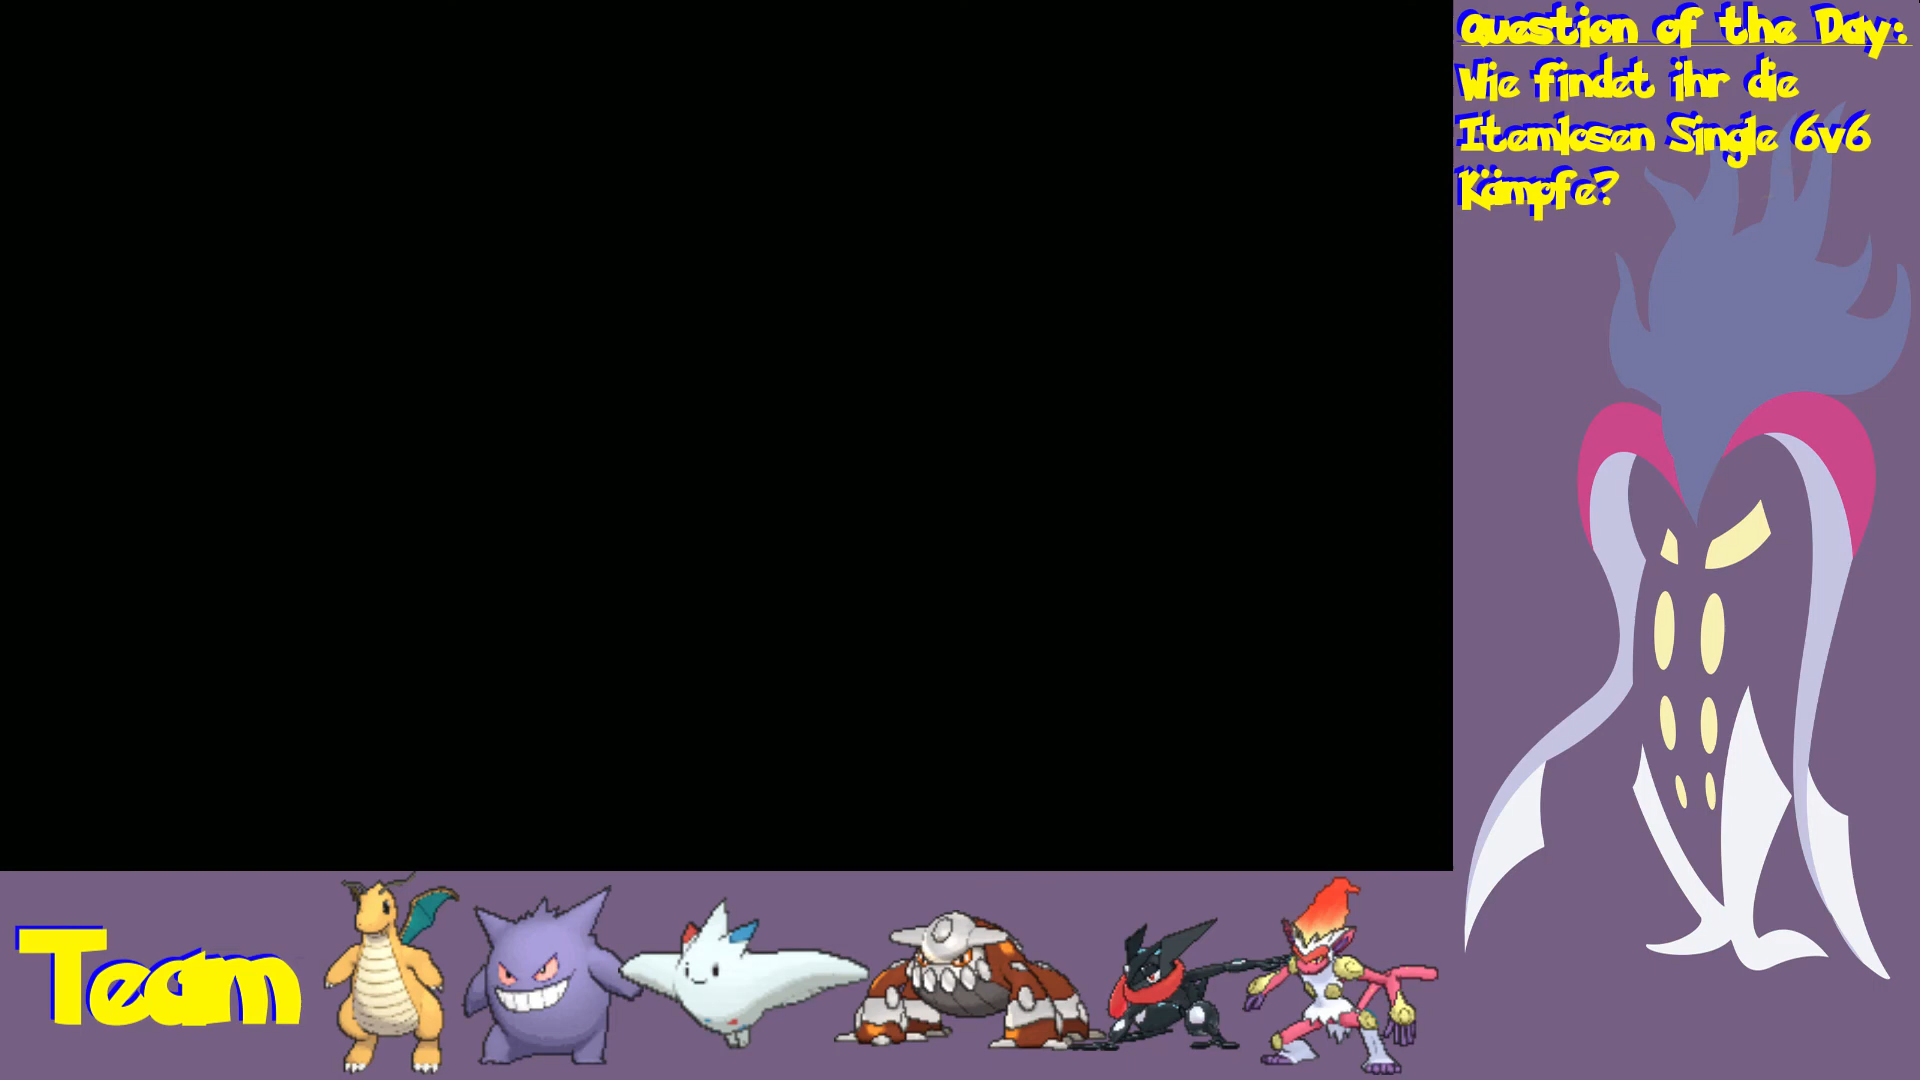 Question of the Day:
Wie findet ihr die
Itemlosen Single 6v6
Kämpfe?
Team